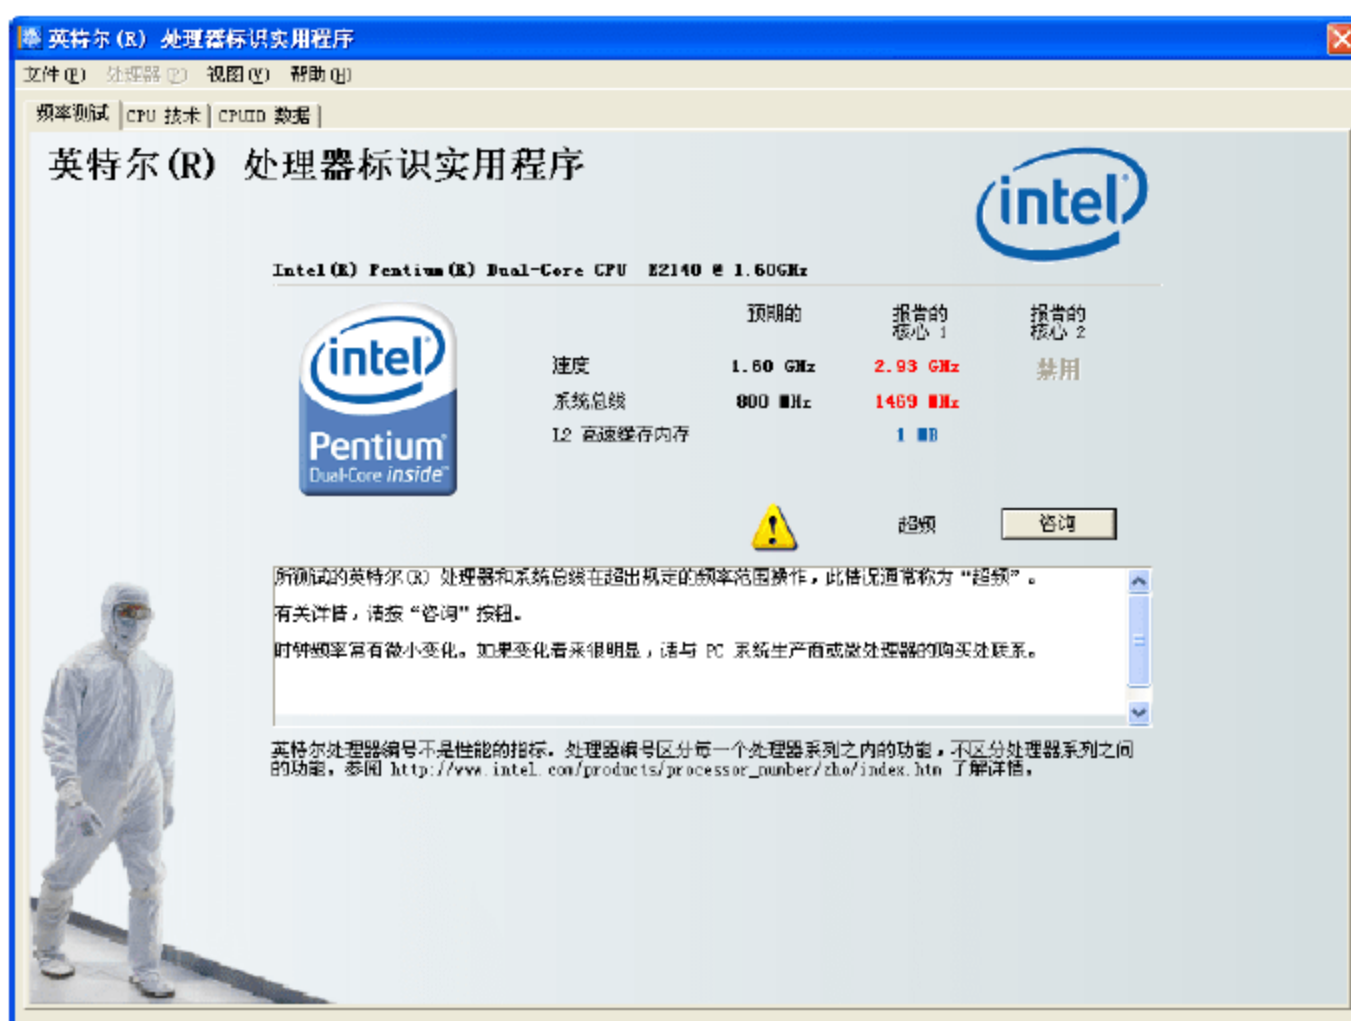 英特尔(R) 处理器标识实用程序
文件(F) 处理器(P) 视图(V) 帮助(H)
频率测试 CPU 技术 CPUID 数据
英特尔(R) 处理器标识实用程序
intel
Intel(R) Pentium(R) Dual-Core CPU E2140 @ 1.60GHz
预期的 报告的 核心 1 报告的 核心 2
intel
Pentium
Dual-Core inside
速度 1.60 GHz 2.93 GHz 禁用
系统总线 800 MHz 1469 MHz
L2 高速缓存内存 1 MB
超频 咨询
所测试的英特尔(R) 处理器和系统总线在超出规定的频率范围操作，此情况通常称为“超频”。
有关详情，请按“咨询”按钮。
时钟频率常有微小变化。如果变化看来很明显，请与 PC 系统生产商或微处理器的购买处联系。
英特尔处理器编号不是性能的指标。处理器编号区分每一个处理器系列之内的功能，不区分处理器系列之间
的功能。参阅 http://www.intel.com/products/processor_number/zho/index.htm 了解详情。